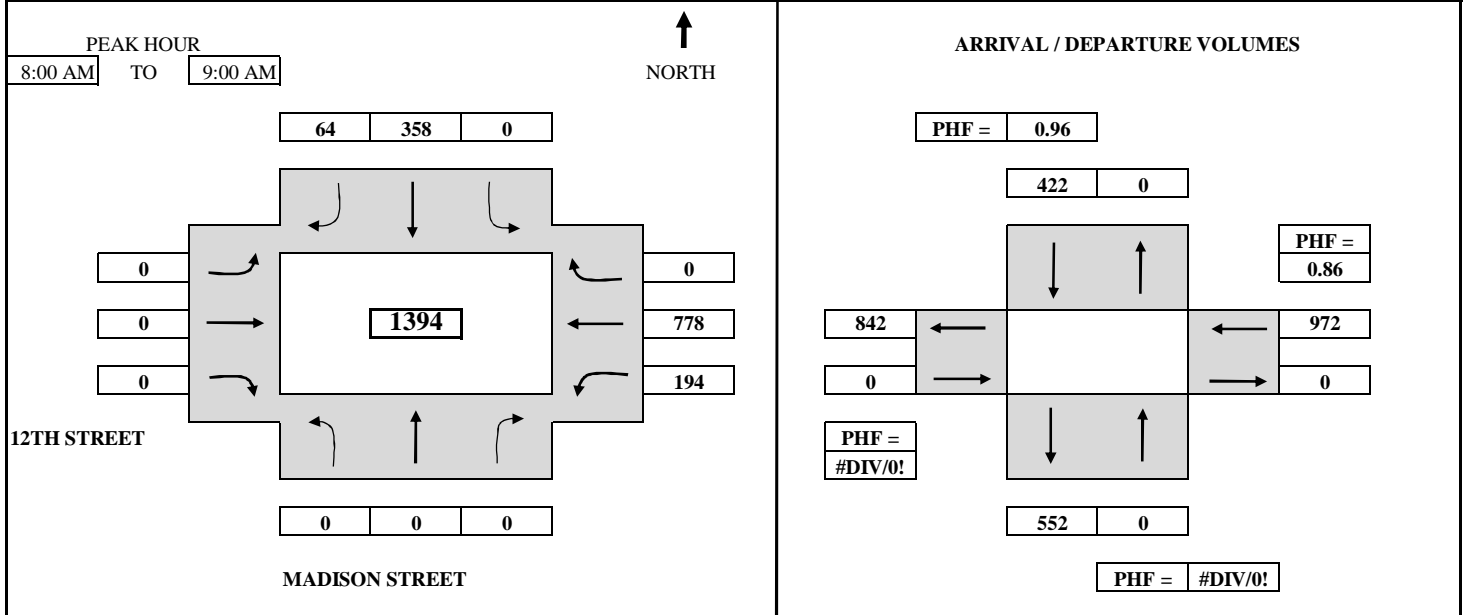 PEAK HOUR
8:00 AM TO 9:00 AM
NORTH
64 358 0
0 0
0 1394 778
0 194
12TH STREET
0 0 0
MADISON STREET
ARRIVAL / DEPARTURE VOLUMES
PHF = 0.96
422 0
PHF =
0.86
842 972
0 0
PHF =
#DIV/0!
552 0
PHF = #DIV/0!